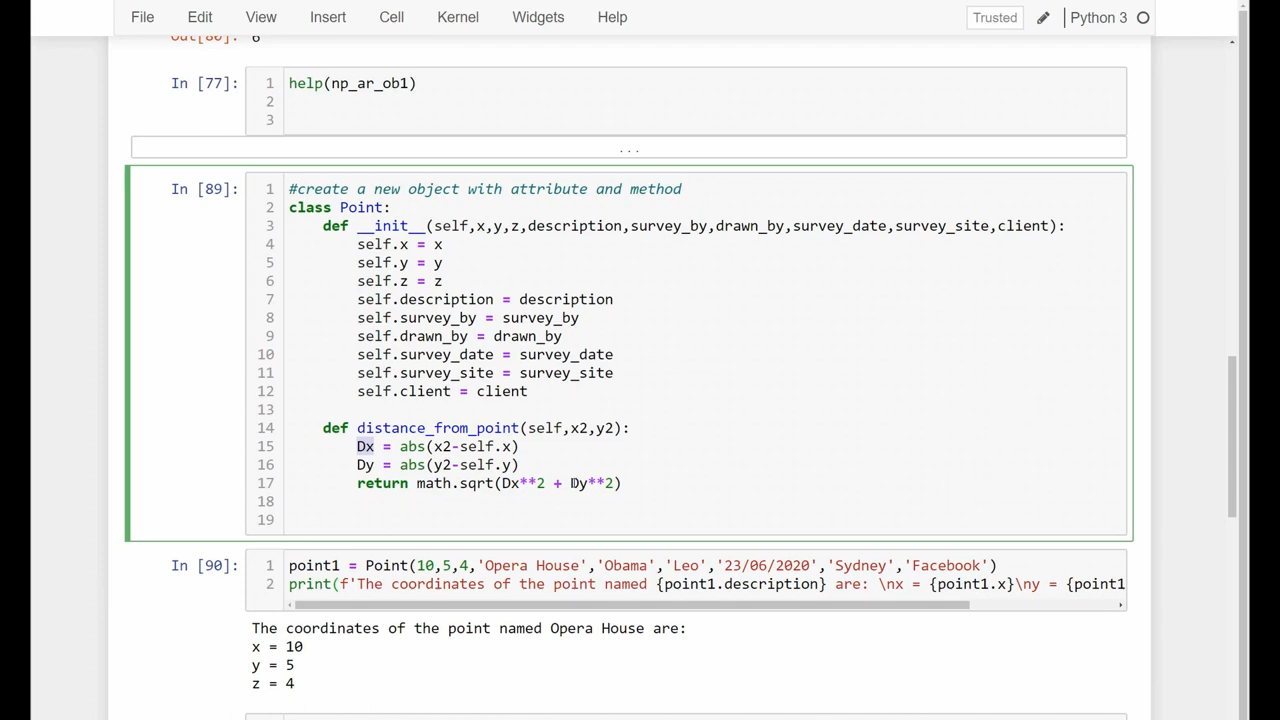 File Edit View Insert Cell Kernel Widgets Help Trusted Python 3
Out[80]: 6
In [77]: 1 help(np_ar_ob1)
2
3
...
In [89]: 1 #create a new object with attribute and method
2 class Point:
3 def __init__(self,x,y,z,description,survey_by,drawn_by,survey_date,survey_site,client):
4 self.x = x
5 self.y = y
6 self.z = z
7 self.description = description
8 self.survey_by = survey_by
9 self.drawn_by = drawn_by
10 self.survey_date = survey_date
11 self.survey_site = survey_site
12 self.client = client
13
14 def distance_from_point(self,x2,y2):
15 Dx = abs(x2-self.x)
16 Dy = abs(y2-self.y)
17 return math.sqrt(Dx**2 + Dy**2)
18
19
In [90]: 1 point1 = Point(10,5,4,'Opera House','Obama','Leo','23/06/2020','Sydney','Facebook')
2 print(f'The coordinates of the point named {point1.description} are: \nx = {point1.x}\ny = {point1
The coordinates of the point named Opera House are:
x = 10
y = 5
z = 4